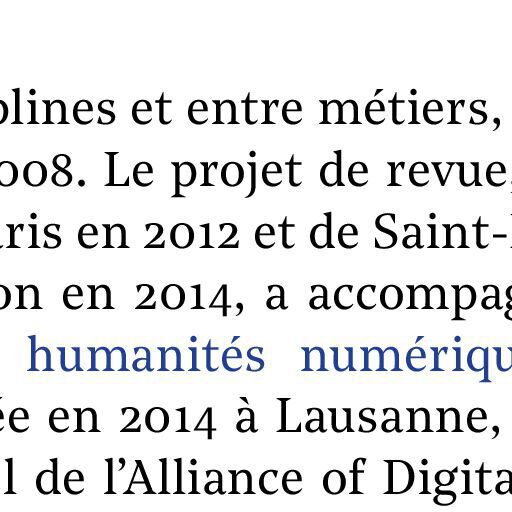 plines et entre métiers,
008. Le projet de revue,
aris en 2012 et de Saint-
on en 2014, a accompag
humanités numériqu
ée en 2014 à Lausanne,
l de l’Alliance of Digita